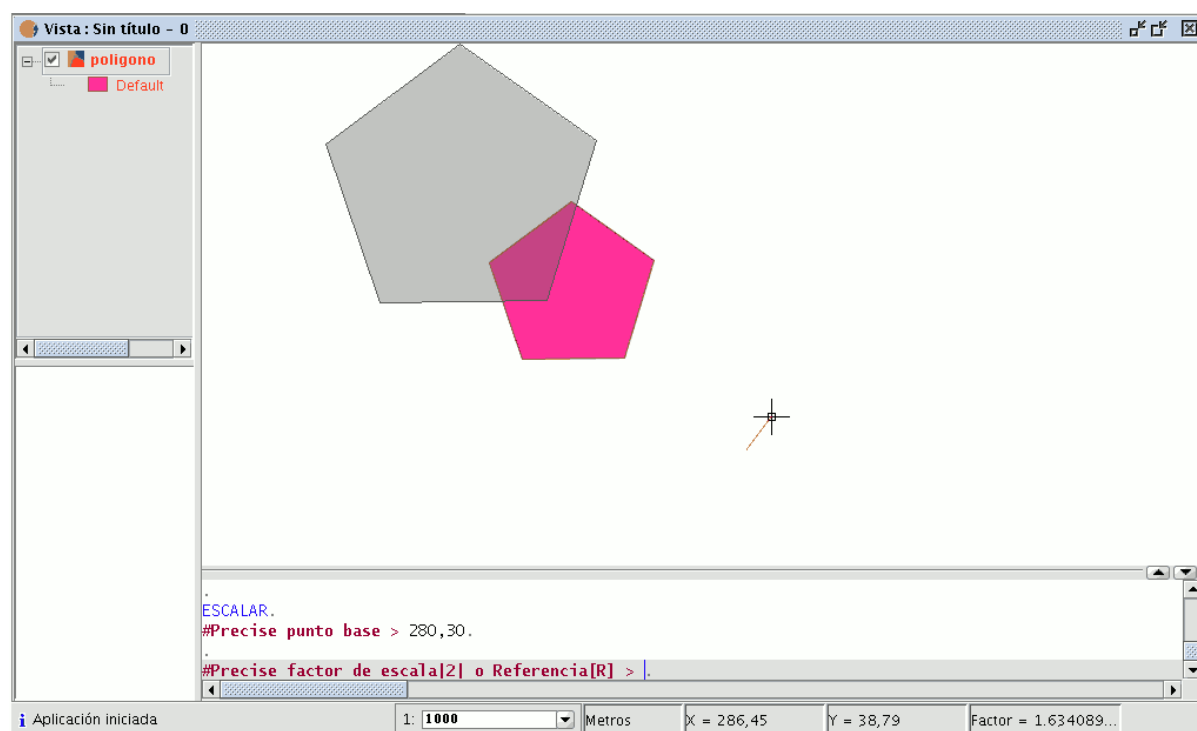 Vista : Sin título - 0
poligono
Default
.
ESCALAR.
#Precise punto base > 280,30.
.
#Precise factor de escala|2| o Referencia[R] > .
Aplicación iniciada
1: 1000
Metros
X = 286,45
Y = 38,79
Factor = 1.634089...